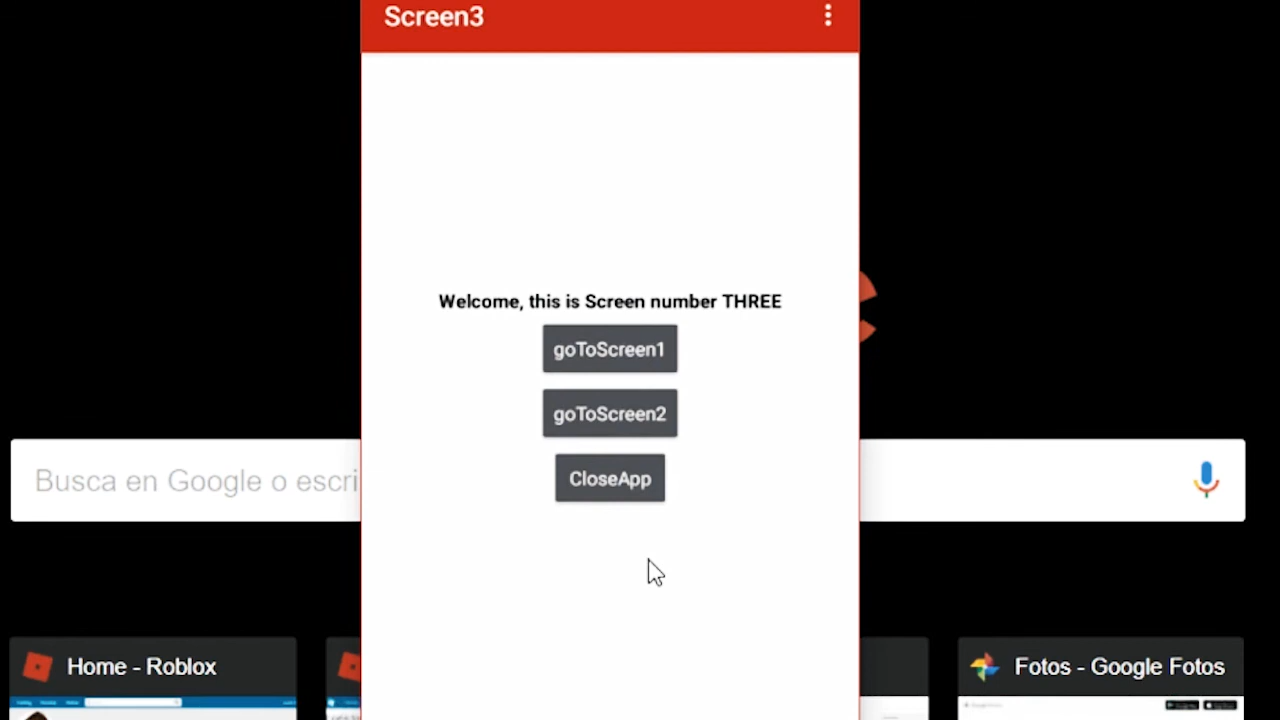 Screen3
Welcome, this is Screen number THREE
goToScreen1
goToScreen2
CloseApp
Busca en Google o escri
Home - Roblox
Fotos - Google Fotos